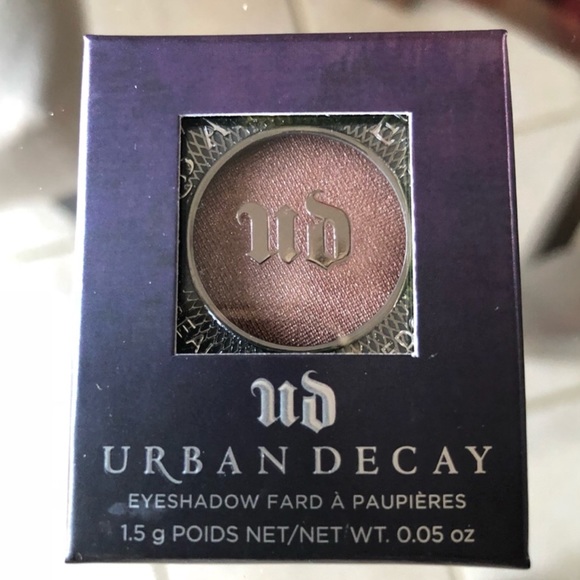 UD
UD
URBAN DECAY
EYESHADOW FARD À PAUPIÈRES
1.5 g POIDS NET/NET WT. 0.05 oz